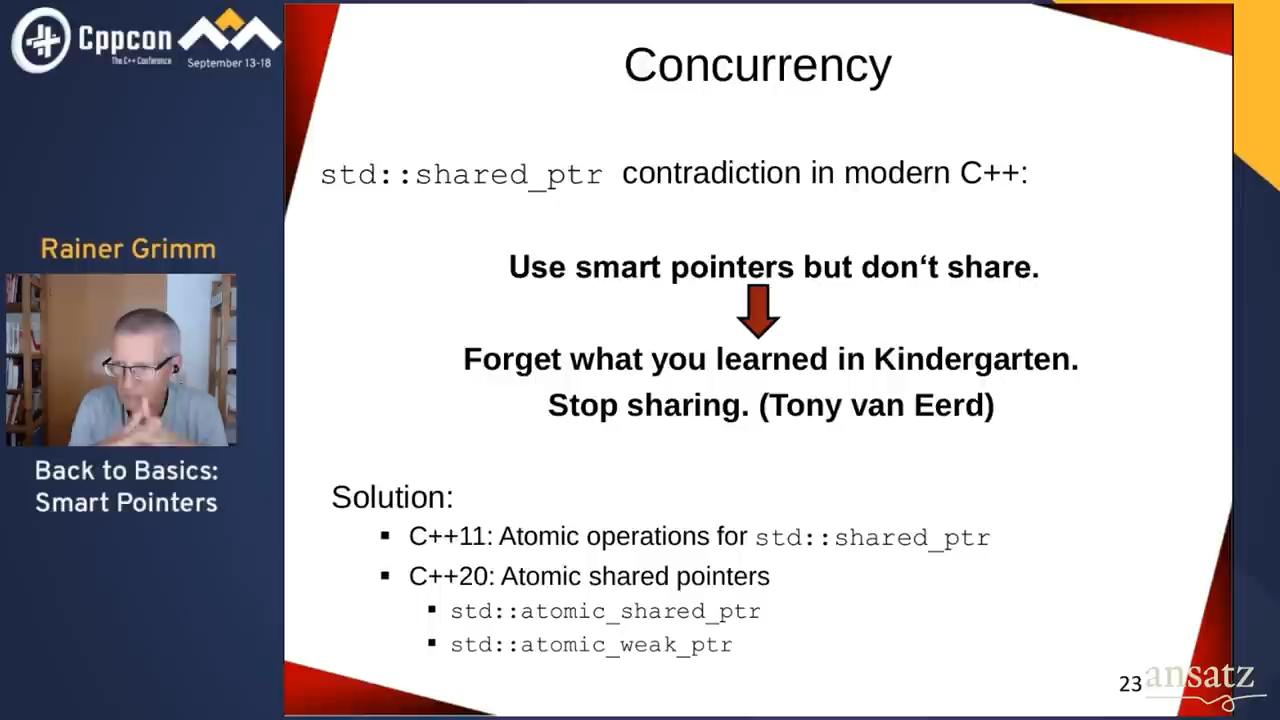 Cppcon
The C++ Conference
September 13-18
Rainer Grimm
Back to Basics:
Smart Pointers
Concurrency
std::shared_ptr contradiction in modern C++:
Use smart pointers but don‘t share.
Forget what you learned in Kindergarten.
Stop sharing. (Tony van Eerd)
Solution:
▪ C++11: Atomic operations for std::shared_ptr
▪ C++20: Atomic shared pointers
▪ std::atomic_shared_ptr
▪ std::atomic_weak_ptr
23
ansatz